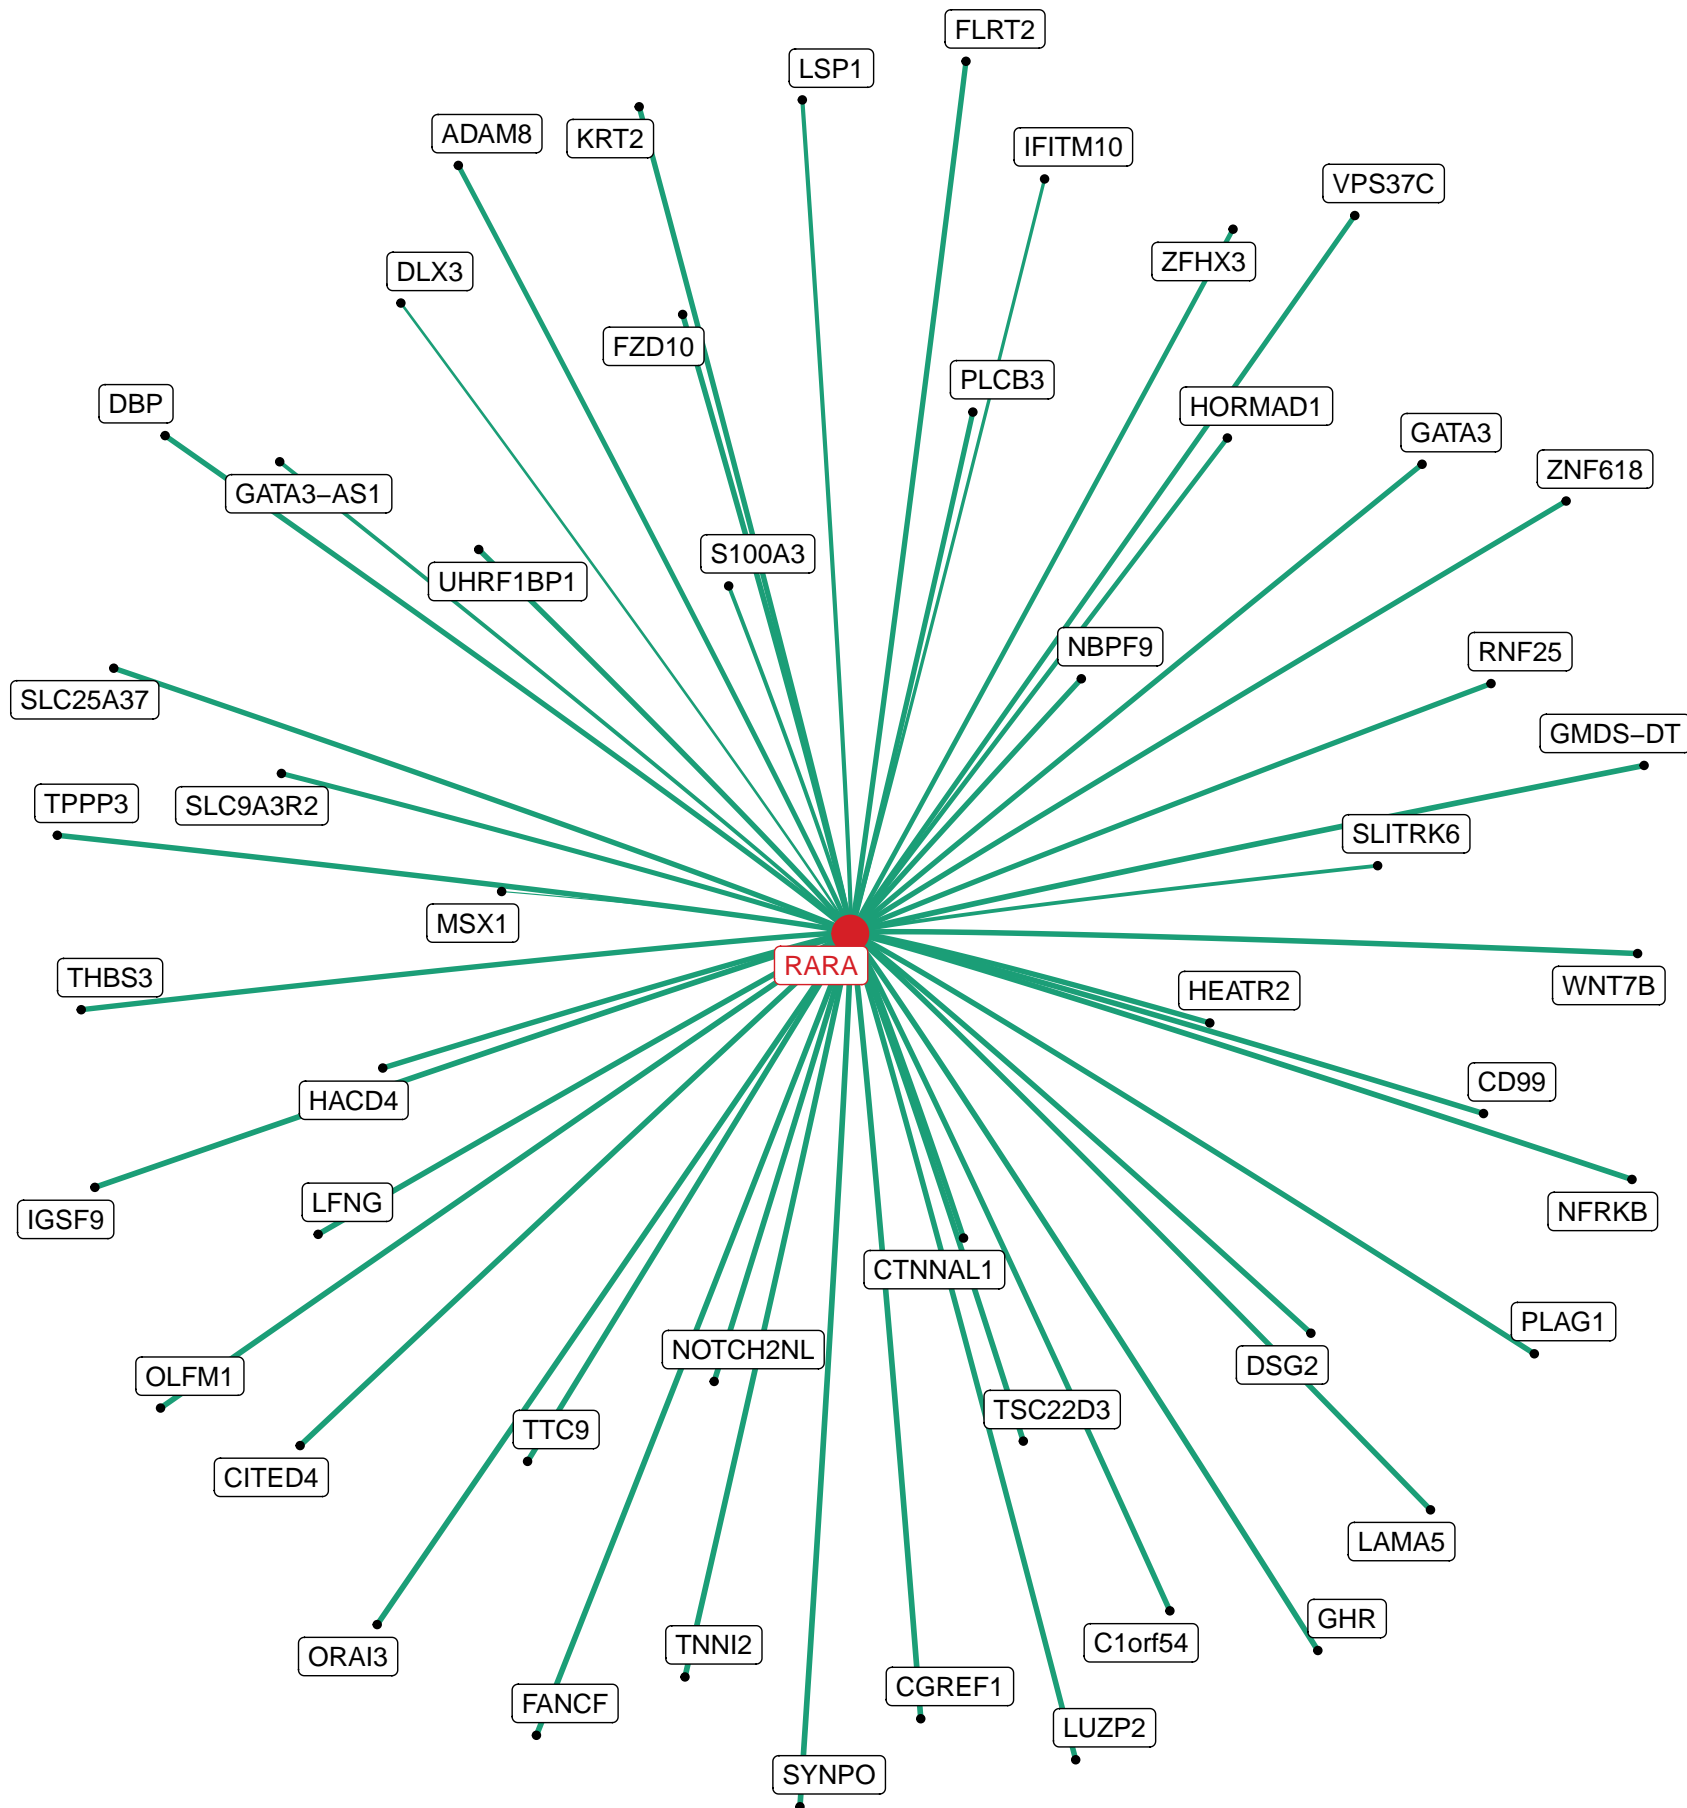 FLRT2
LSP1
ADAM8
KRT2
IFITM10
VPS37C
ZFHX3
DLX3
FZD10
PLCB3
DBP
HORMAD1
GATA3
ZNF618
GATA3–AS1
S100A3
UHRF1BP1
NBPF9
RNF25
SLC25A37
GMDS–DT
TPPP3
SLC9A3R2
SLITRK6
MSX1
RARA
THBS3
HEATR2
WNT7B
CD99
HACD4
LFNG
IGSF9
NFRKB
CTNNAL1
PLAG1
NOTCH2NL
DSG2
OLFM1
TSC22D3
TTC9
CITED4
LAMA5
GHR
C1orf54
TNNI2
ORAI3
CGREF1
FANCF
LUZP2
SYNPO